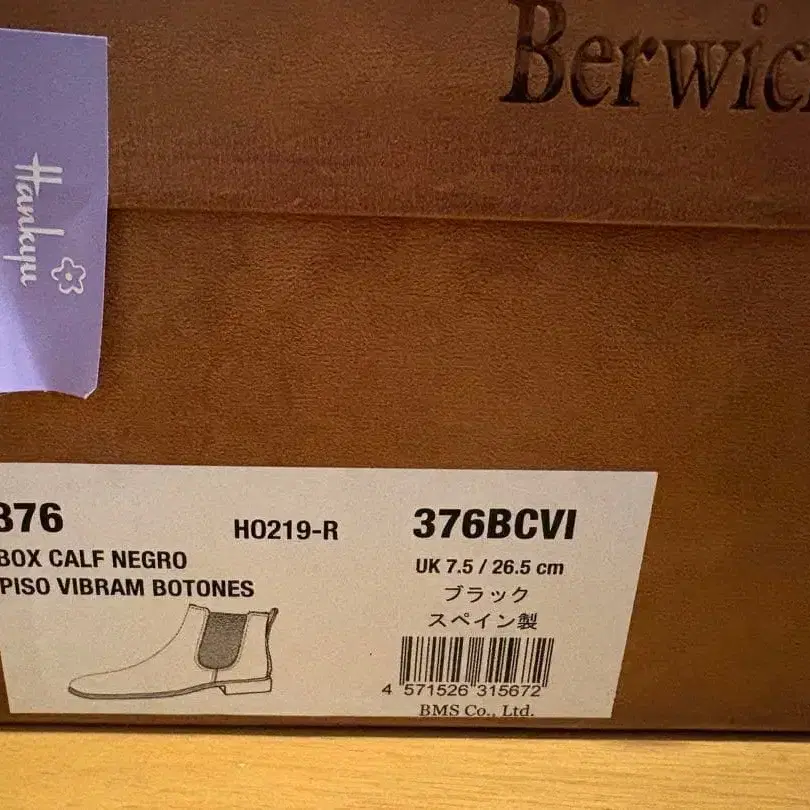 Berwick
Hankyu
376
H0219-R
376BCVI
BOX CALF NEGRO
PISO VIBRAM BOTONES
UK 7.5 / 26.5 cm
ブラック
スペイン製
4 571526 315672
BMS Co., Ltd.